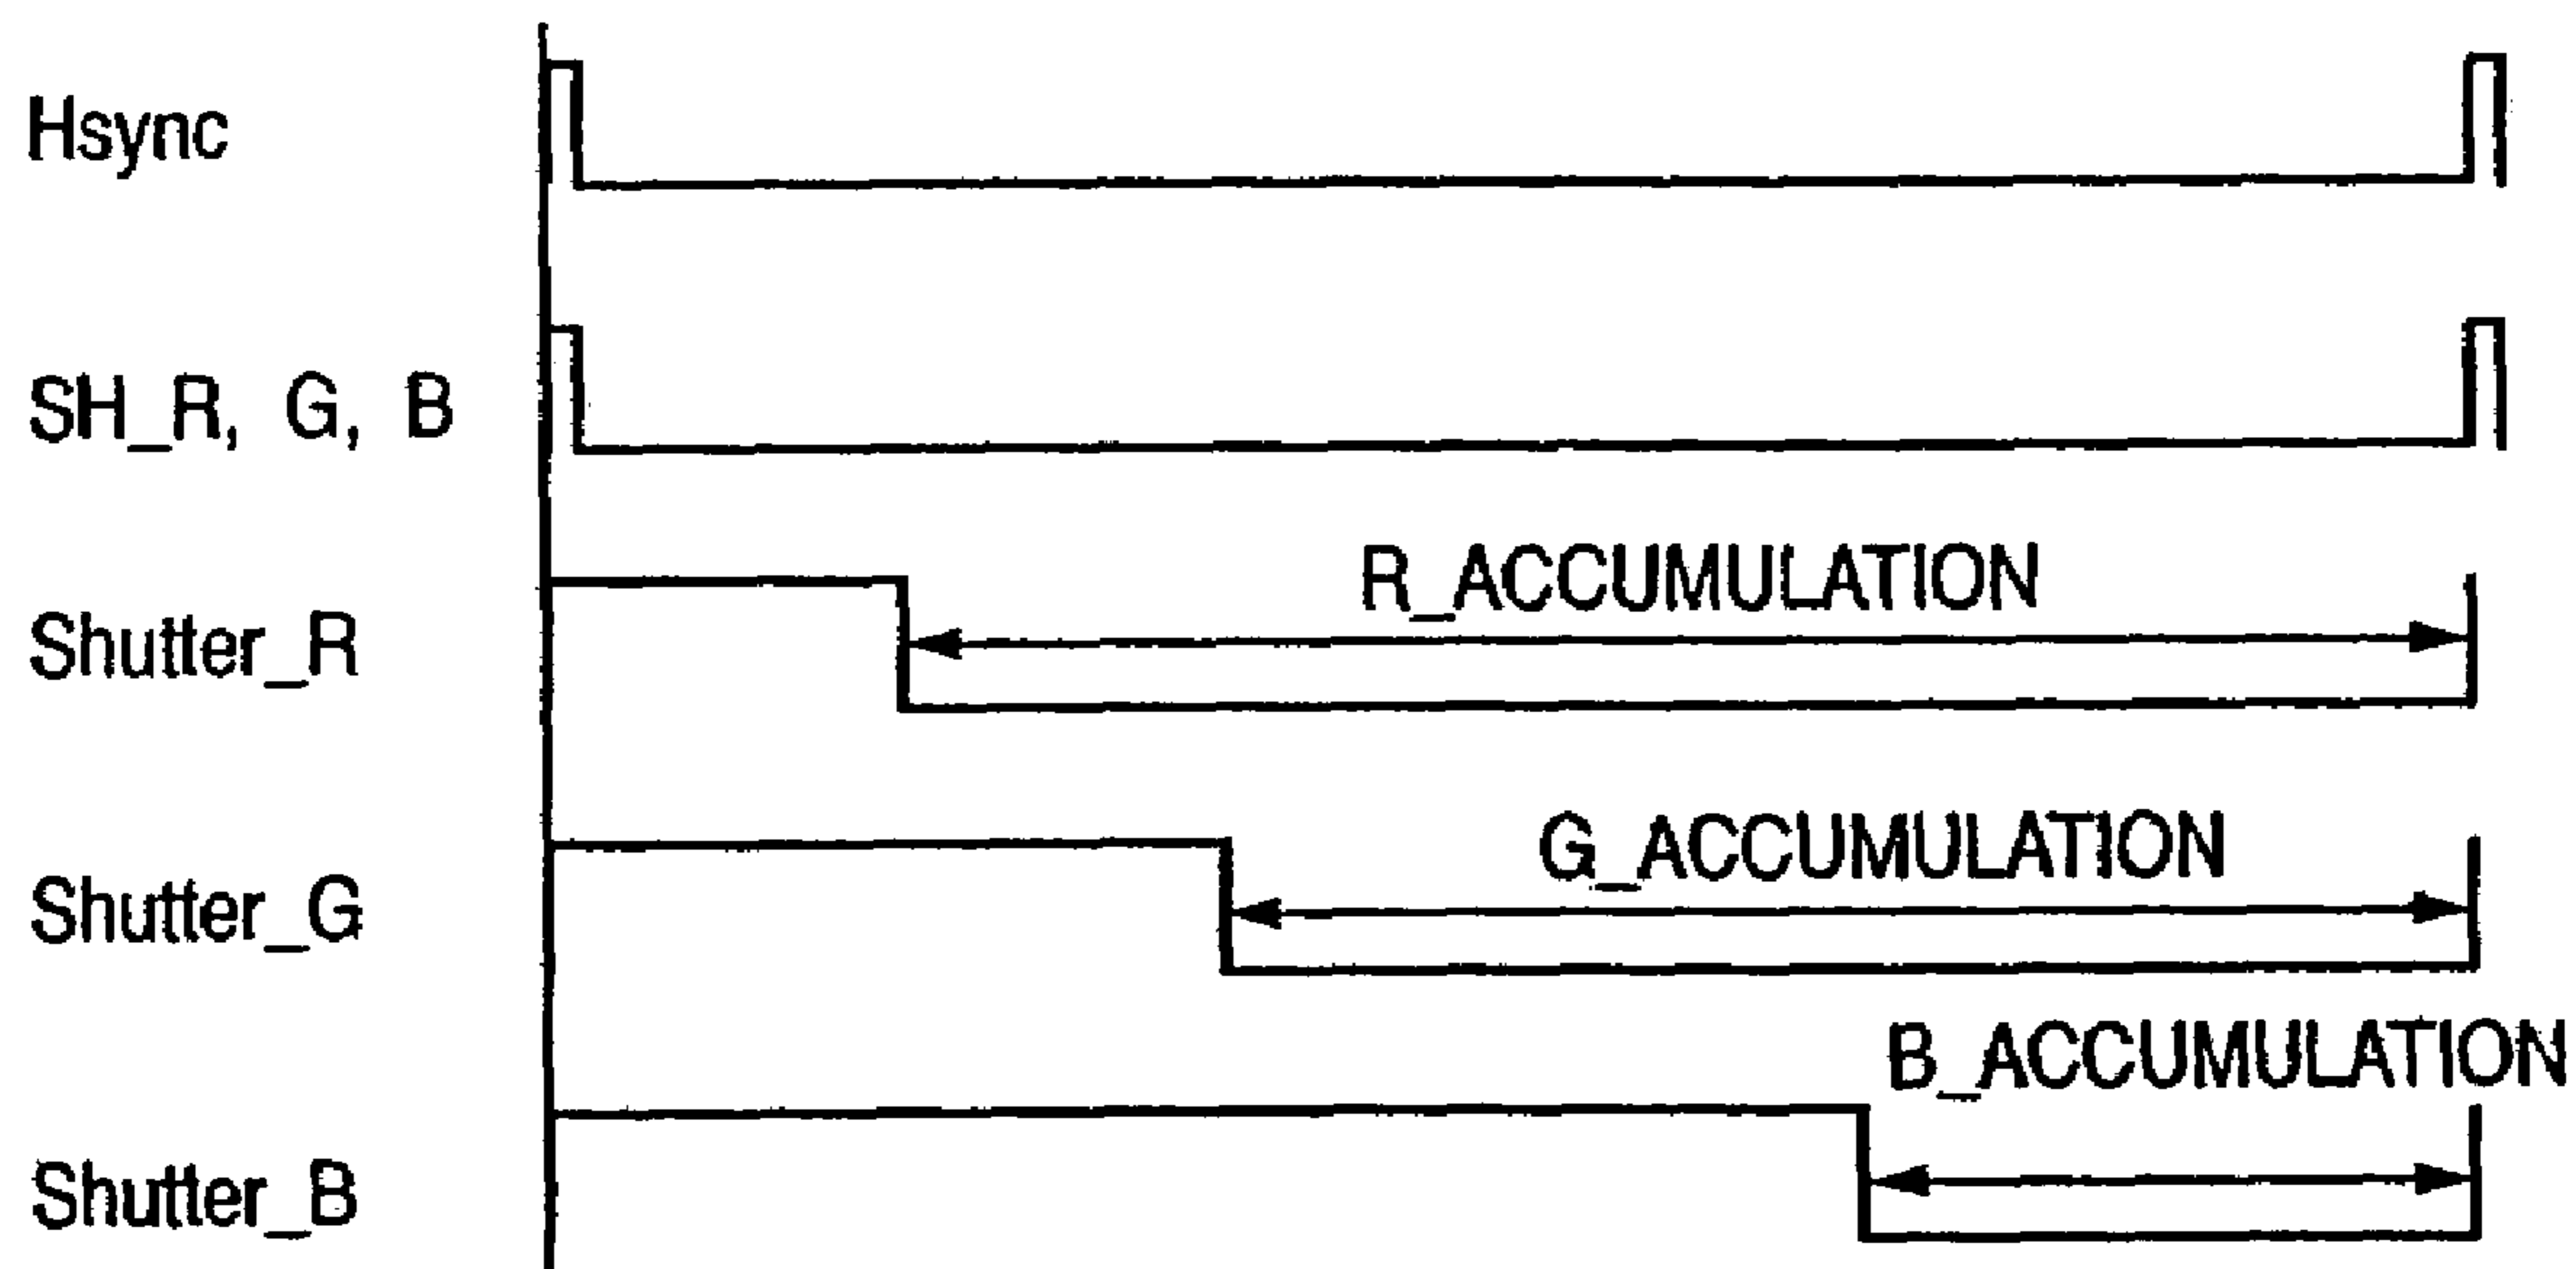 Hsync
SH_R, G, B
R_ACCUMULATION
Shutter_R
G_ACCUMULATION
Shutter_G
B_ACCUMULATION
Shutter_B